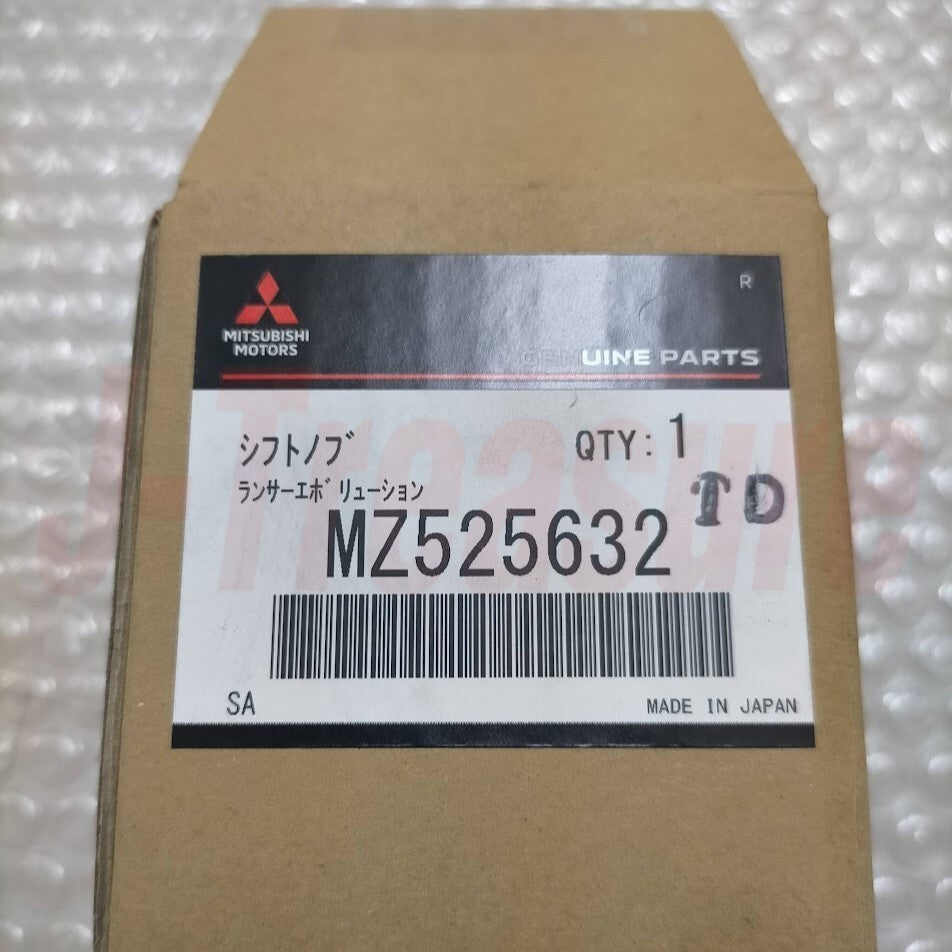 R
MITSUBISHI
MOTORS
GENUINE PARTS
シフトノブ QTY: 1
ランサーエボリューション
TD
MZ525632
J-Treasure
SA MADE IN JAPAN